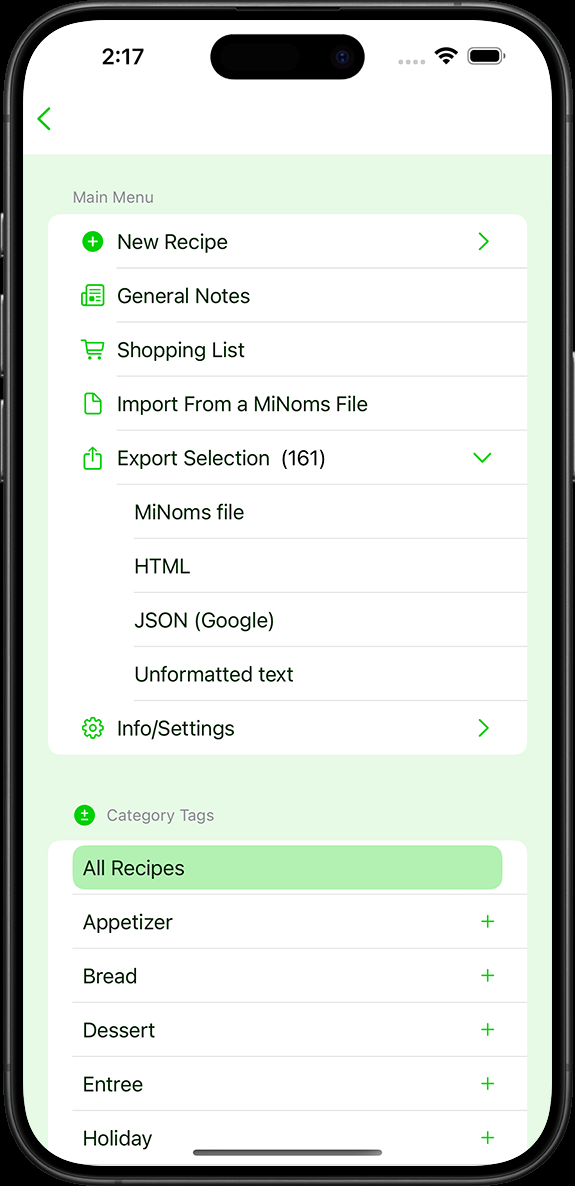 2:17
Main Menu
New Recipe
General Notes
Shopping List
Import From a MiNoms File
Export Selection (161)
MiNoms file
HTML
JSON (Google)
Unformatted text
Info/Settings
Category Tags
All Recipes
Appetizer +
Bread +
Dessert +
Entree +
Holiday +